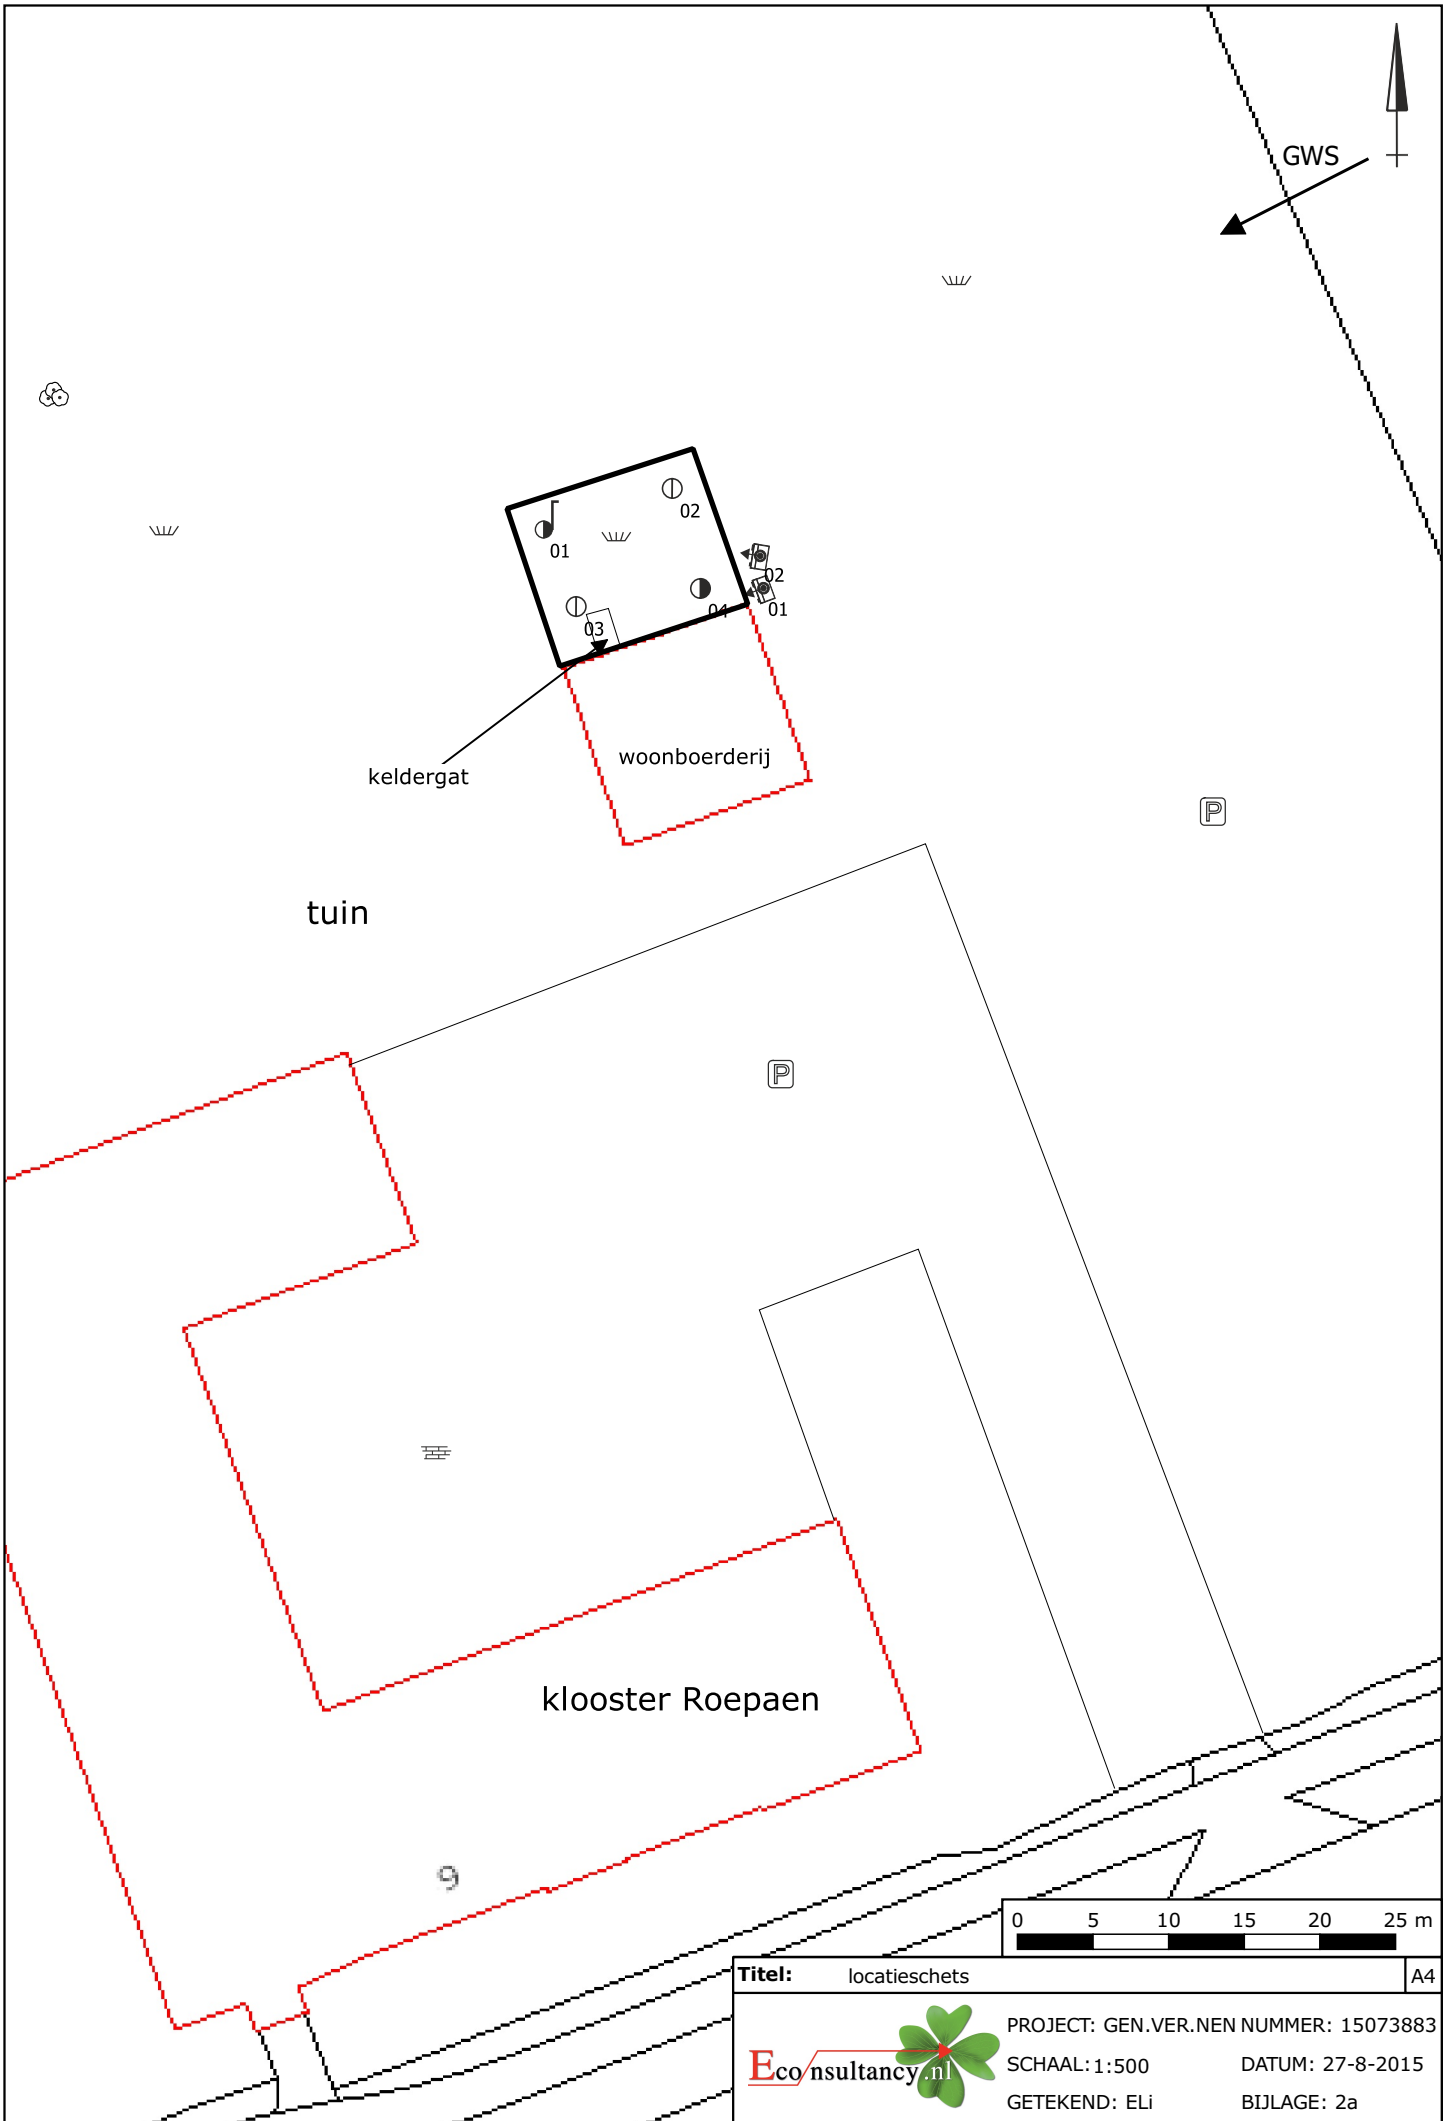 GWS
02
01
02
04
01
03
woonboerderij
keldergat
P
tuin
P
klooster Roepaen
9
0 5 10 15 20 25 m
Titel: locatieschets A4
PROJECT: GEN.VER.NEN NUMMER: 15073883
Econsultancy.nl
SCHAAL: 1:500 DATUM: 27-8-2015
GETEKEND: ELi BIJLAGE: 2a